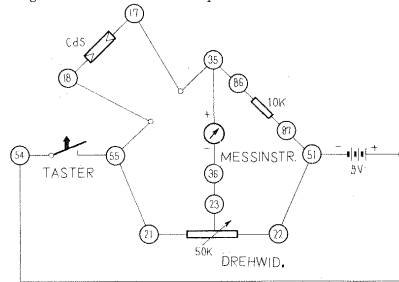 17
CdS
18
35
86
10K
87
+
-
MESSINSTR.
51
- +
9V
54
55
TASTER
36
23
21
22
50K
DREHWID.